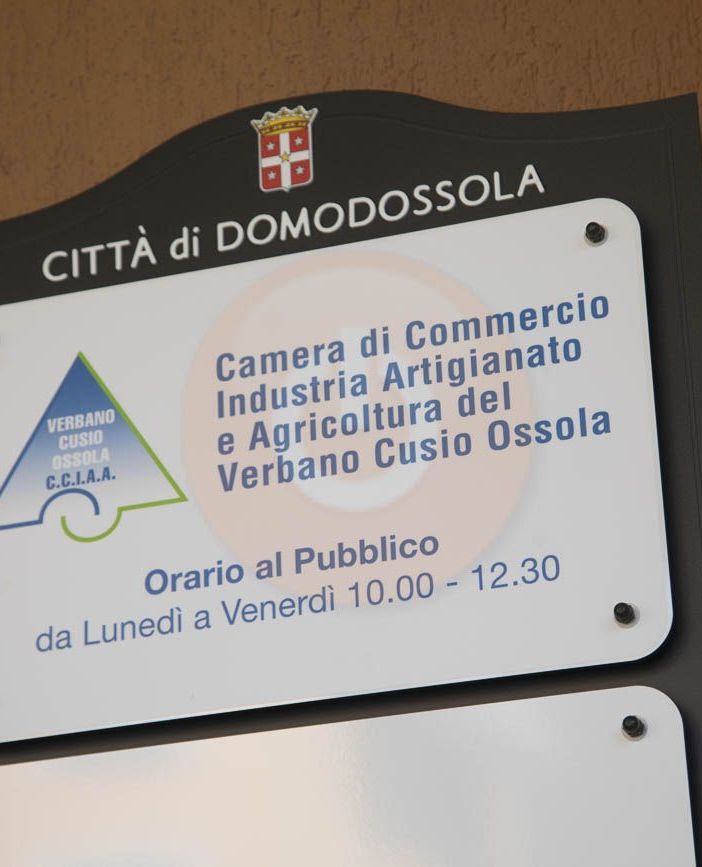 CITTÀ di DOMODOSSOLA
Camera di Commercio
Industria Artigianato
e Agricoltura del
Verbano Cusio Ossola
VERBANO
CUSIO
OSSOLA
C.C.I.A.A.
Orario al Pubblico
da Lunedì a Venerdì 10.00 - 12.30